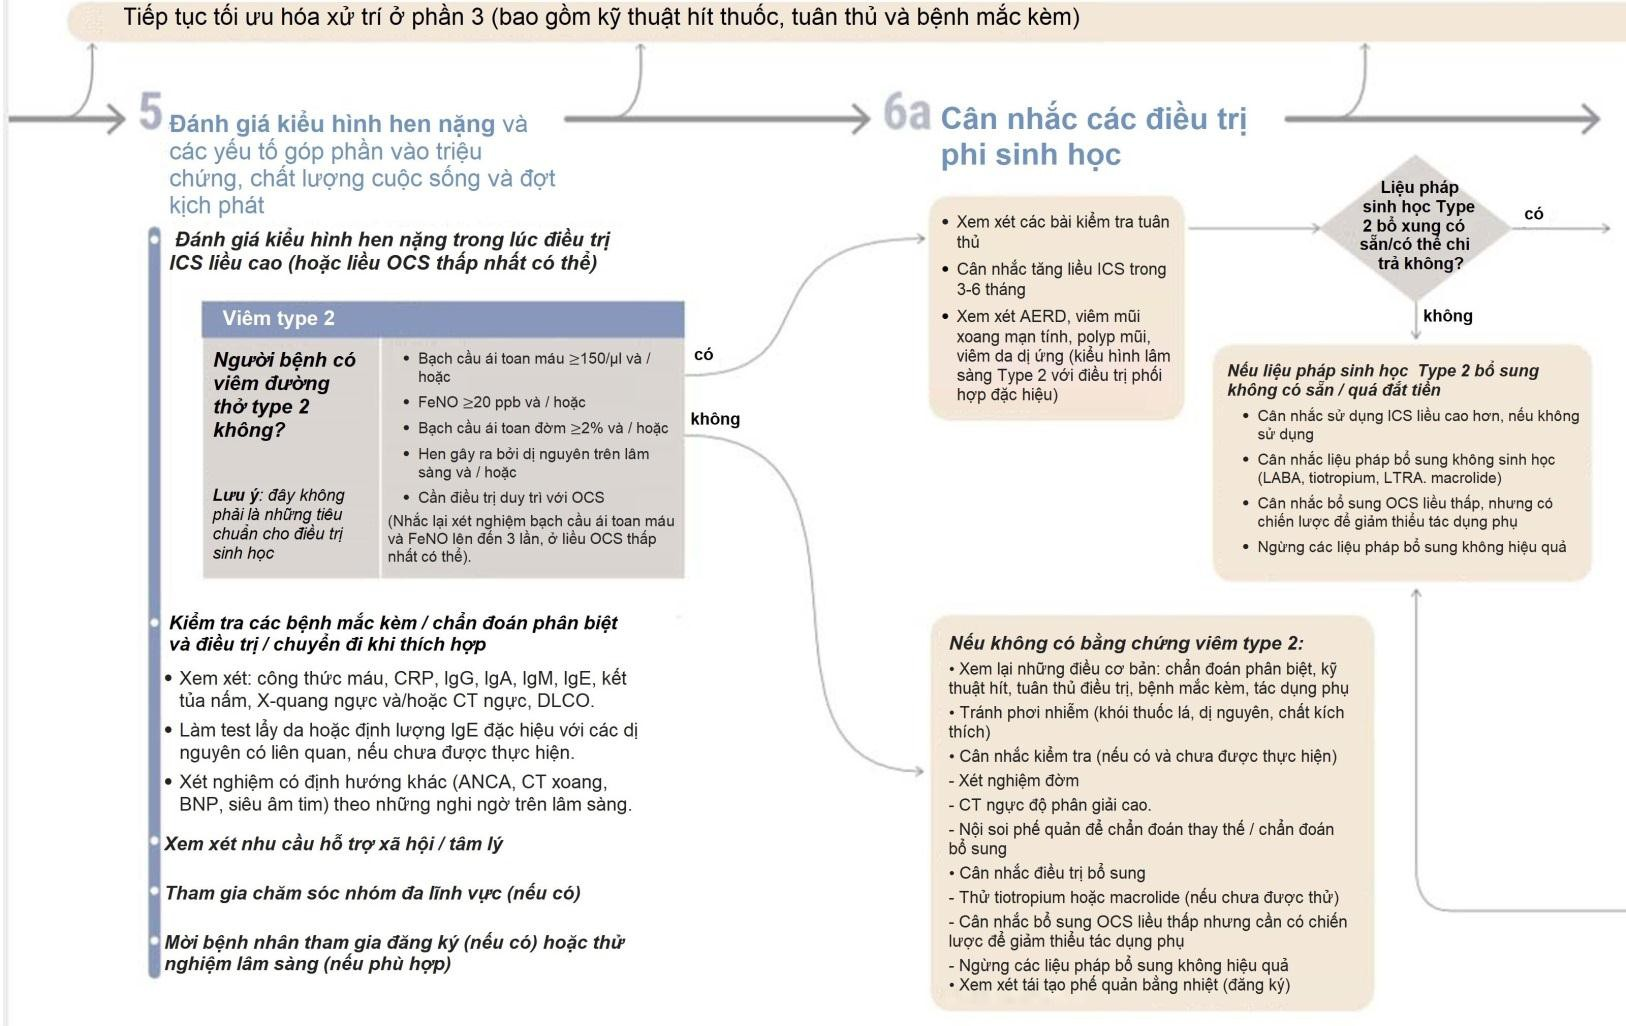 Tiếp tục tối ưu hóa xử trí ở phần 3 (bao gồm kỹ thuật hít thuốc, tuân thủ và bệnh mắc kèm)
5
Đánh giá kiểu hình hen nặng và
các yếu tố góp phần vào triệu
chứng, chất lượng cuộc sống và đợt
kịch phát
Đánh giá kiểu hình hen nặng trong lúc điều trị
ICS liều cao (hoặc liều OCS thấp nhất có thể)
Viêm type 2
Người bệnh có
viêm đường
thở type 2
không?
Lưu ý: đây không
phải là những tiêu
chuẩn cho điều trị
sinh học
• Bạch cầu ái toan máu ≥150/μl và /
hoặc
• FeNO ≥20 ppb và / hoặc
• Bạch cầu ái toan đờm ≥2% và / hoặc
• Hen gây ra bởi dị nguyên trên lâm
sàng và / hoặc
• Cần điều trị duy trì với OCS
(Nhắc lại xét nghiệm bạch cầu ái toan máu
và FeNO lên đến 3 lần, ở liều OCS thấp
nhất có thể).
có
không
Kiểm tra các bệnh mắc kèm / chẩn đoán phân biệt
và điều trị / chuyển đi khi thích hợp
• Xem xét: công thức máu, CRP, IgG, IgA, IgM, IgE, kết
tủa nấm, X-quang ngực và/hoặc CT ngực, DLCO.
• Làm test lẩy da hoặc định lượng IgE đặc hiệu với các dị
nguyên có liên quan, nếu chưa được thực hiện.
• Xét nghiệm có định hướng khác (ANCA, CT xoang,
BNP, siêu âm tim) theo những nghi ngờ trên lâm sàng.
Xem xét nhu cầu hỗ trợ xã hội / tâm lý
Tham gia chăm sóc nhóm đa lĩnh vực (nếu có)
Mời bệnh nhân tham gia đăng ký (nếu có) hoặc thử
nghiệm lâm sàng (nếu phù hợp)
6a
Cân nhắc các điều trị
phi sinh học
• Xem xét các bài kiểm tra tuân
thủ
• Cân nhắc tăng liều ICS trong
3-6 tháng
• Xem xét AERD, viêm mũi
xoang mạn tính, polyp mũi,
viêm da dị ứng (kiểu hình lâm
sàng Type 2 với điều trị phối
hợp đặc hiệu)
Liệu pháp
sinh học Type
2 bổ xung có
sẵn/có thể chi
trả không?
có
không
Nếu liệu pháp sinh học Type 2 bổ sung
không có sẵn / quá đắt tiền
• Cân nhắc sử dụng ICS liều cao hơn, nếu không
sử dụng
• Cân nhắc liệu pháp bổ sung không sinh học
(LABA, tiotropium, LTRA. macrolide)
• Cân nhắc bổ sung OCS liều thấp, nhưng có
chiến lược để giảm thiểu tác dụng phụ
• Ngừng các liệu pháp bổ sung không hiệu quả
Nếu không có bằng chứng viêm type 2:
• Xem lại những điều cơ bản: chẩn đoán phân biệt, kỹ
thuật hít, tuân thủ điều trị, bệnh mắc kèm, tác dụng phụ
• Tránh phơi nhiễm (khói thuốc lá, dị nguyên, chất kích
thích)
• Cân nhắc kiểm tra (nếu có và chưa được thực hiện)
- Xét nghiệm đờm
- CT ngực độ phân giải cao.
- Nội soi phế quản để chẩn đoán thay thế / chẩn đoán
bổ sung
• Cân nhắc điều trị bổ sung
- Thử tiotropium hoặc macrolide (nếu chưa được thử)
- Cân nhắc bổ sung OCS liều thấp nhưng cần có chiến
lược để giảm thiểu tác dụng phụ
- Ngừng các liệu pháp bổ sung không hiệu quả
• Xem xét tái tạo phế quản bằng nhiệt (đăng ký)